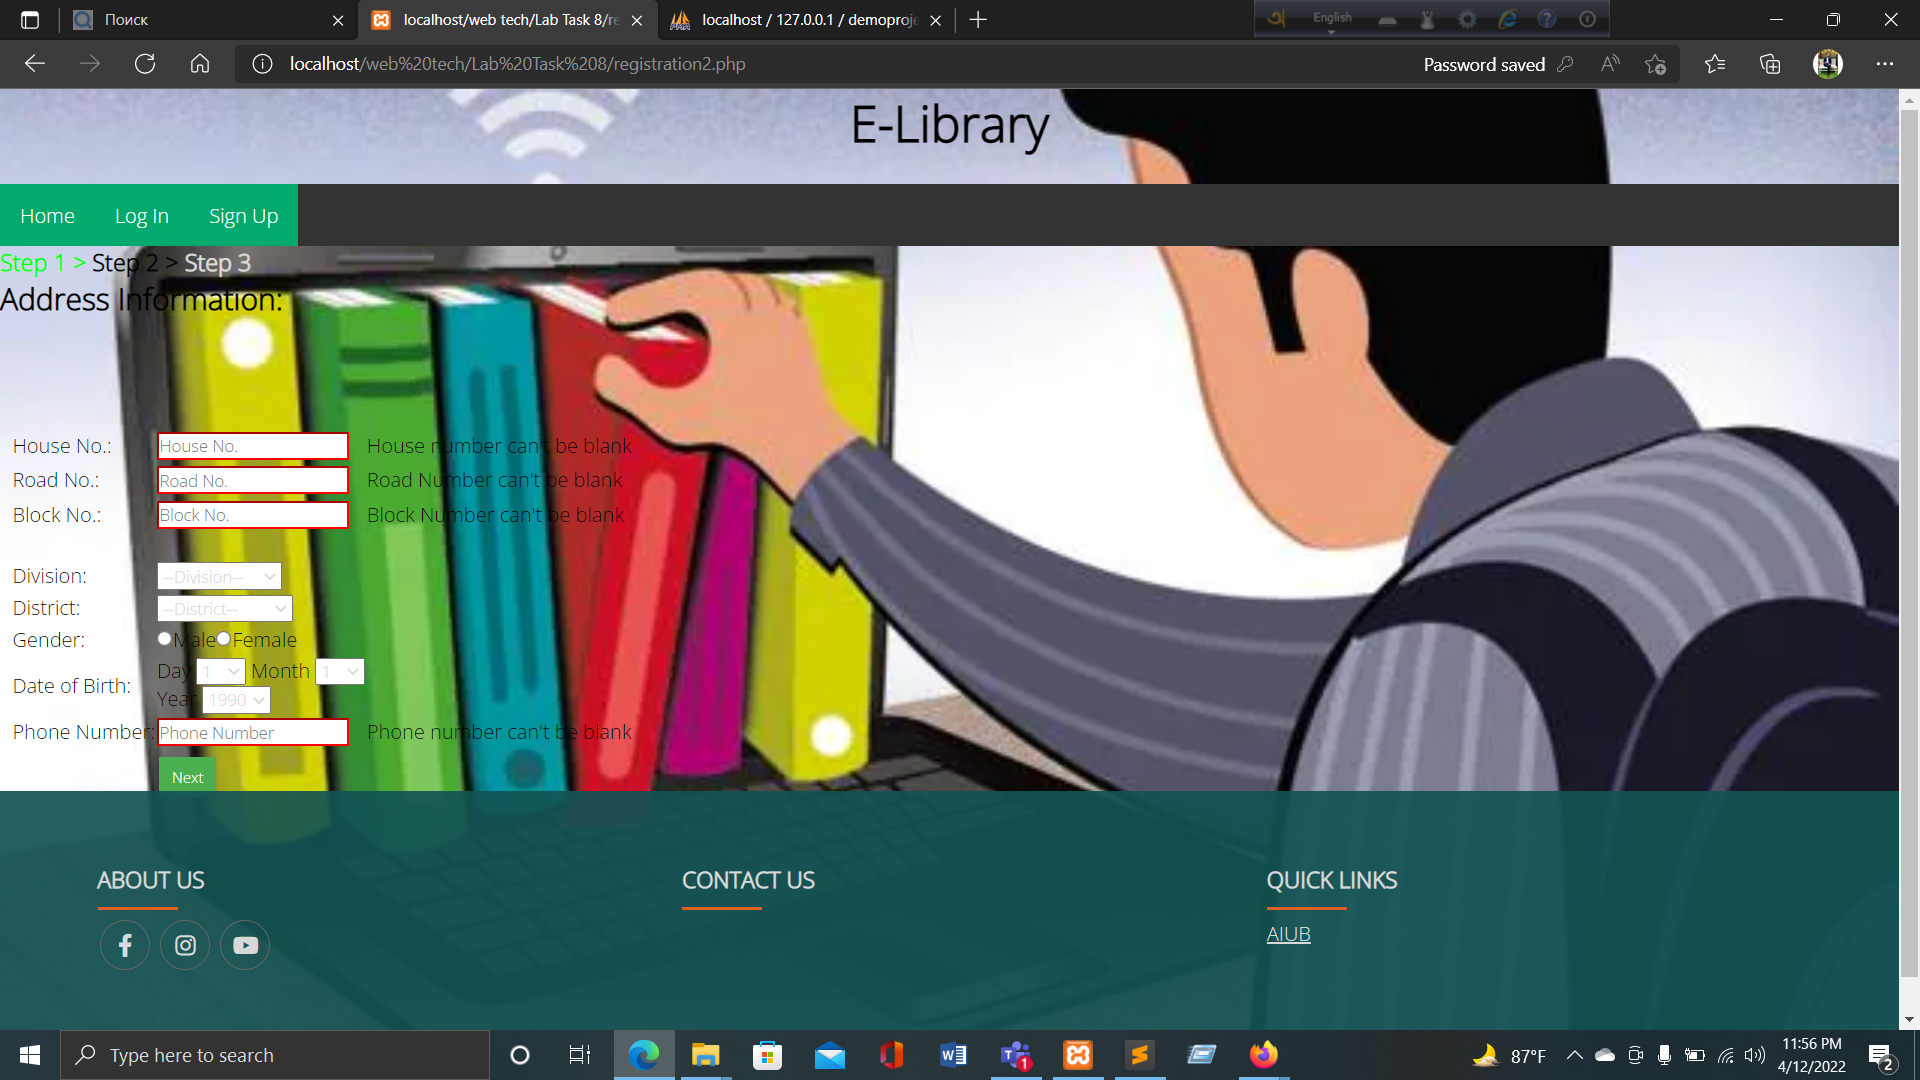 Поиск
localhost/web tech/Lab Task 8/re
localhost / 127.0.0.1 / demoproje
English
localhost/web%20tech/Lab%20Task%208/registration2.php
Password saved
E-Library
Home Log In Sign Up
Step 1 > Step 2 > Step 3
Address Information:
House No.: House No. House number can't be blank
Road No.: Road No. Road Number can't be blank
Block No.: Block No. Block Number can't be blank
Division: --Division--
District: --District--
Gender: Male Female
Date of Birth: Day 1 Month 1
Year 1990
Phone Number: Phone Number Phone number can't be blank
Next
ABOUT US
CONTACT US
QUICK LINKS
AIUB
Type here to search
87°F
11:56 PM
4/12/2022
1
2